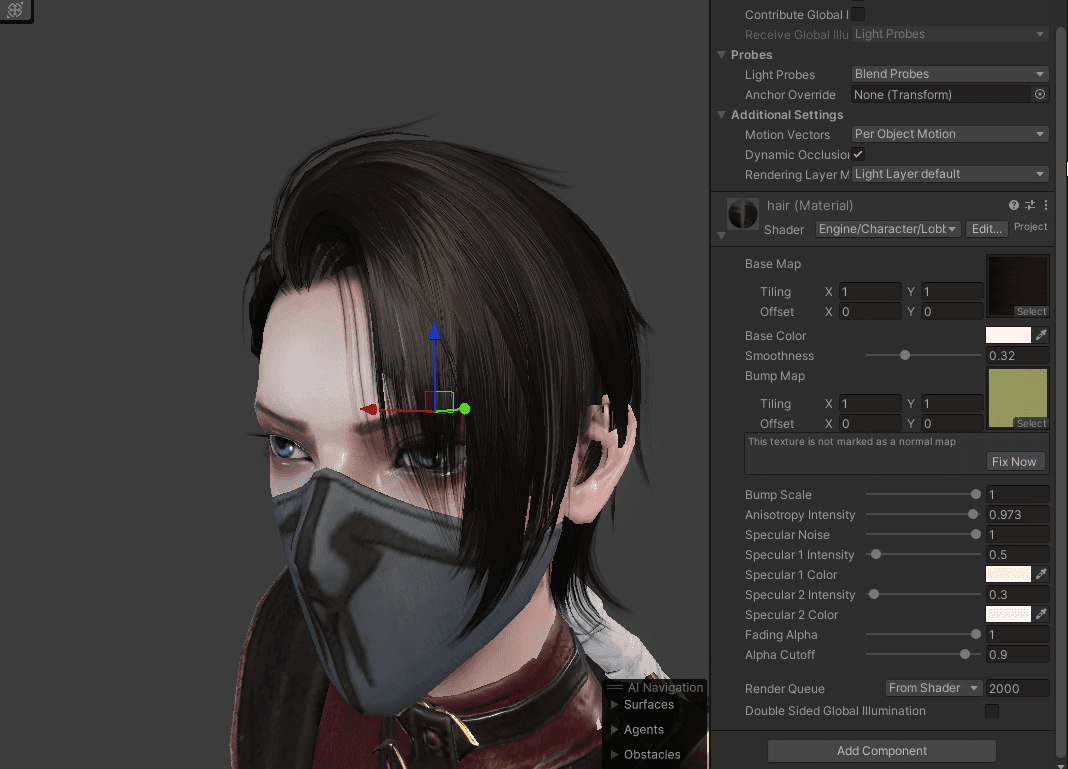 Contribute Global I
Receive Global Illu Light Probes
Probes
Light Probes Blend Probes
Anchor Override None (Transform)
Additional Settings
Motion Vectors Per Object Motion
Dynamic Occlusion
Rendering Layer M Light Layer default
hair (Material)
Shader Engine/Character/Lobb Edit... Project
Base Map
Tiling X 1 Y 1
Offset X 0 Y 0 Select
Base Color
Smoothness 0.32
Bump Map
Tiling X 1 Y 1
Offset X 0 Y 0 Select
This texture is not marked as a normal map
Fix Now
Bump Scale 1
Anisotropy Intensity 0.973
Specular Noise 1
Specular 1 Intensity 0.5
Specular 1 Color
Specular 2 Intensity 0.3
Specular 2 Color
Fading Alpha 1
Alpha Cutoff 0.9
Render Queue From Shader 2000
Double Sided Global Illumination
Add Component
AI Navigation
Surfaces
Agents
Obstacles